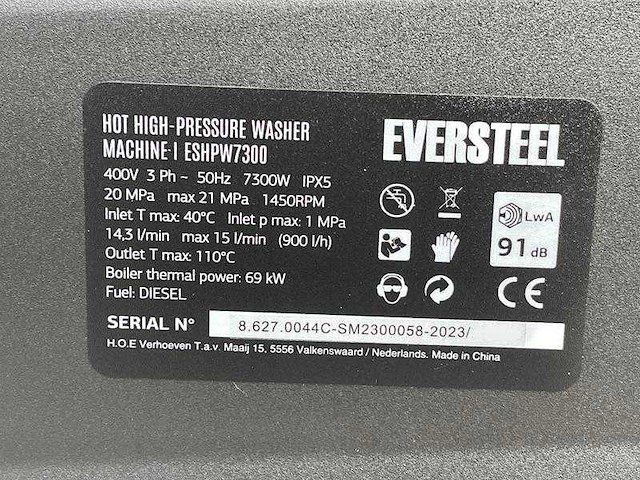 HOT HIGH-PRESSURE WASHER
MACHINE I ESHPW7300
400V 3 Ph ~ 50Hz 7300W IPX5
20 MPa max 21 MPa 1450RPM
Inlet T max: 40°C Inlet p max: 1 MPa
14,3 l/min max 15 l/min (900 l/h)
Outlet T max: 110°C
Boiler thermal power: 69 kW
Fuel: DIESEL
EVERSTEEL
LWA
91 dB
CE
SERIAL N° 8.627.0044C-SM2300058-2023/
H.O.E Verhoeven T.a.v. Maaij 15, 5556 Valkenswaard / Nederlands. Made in China